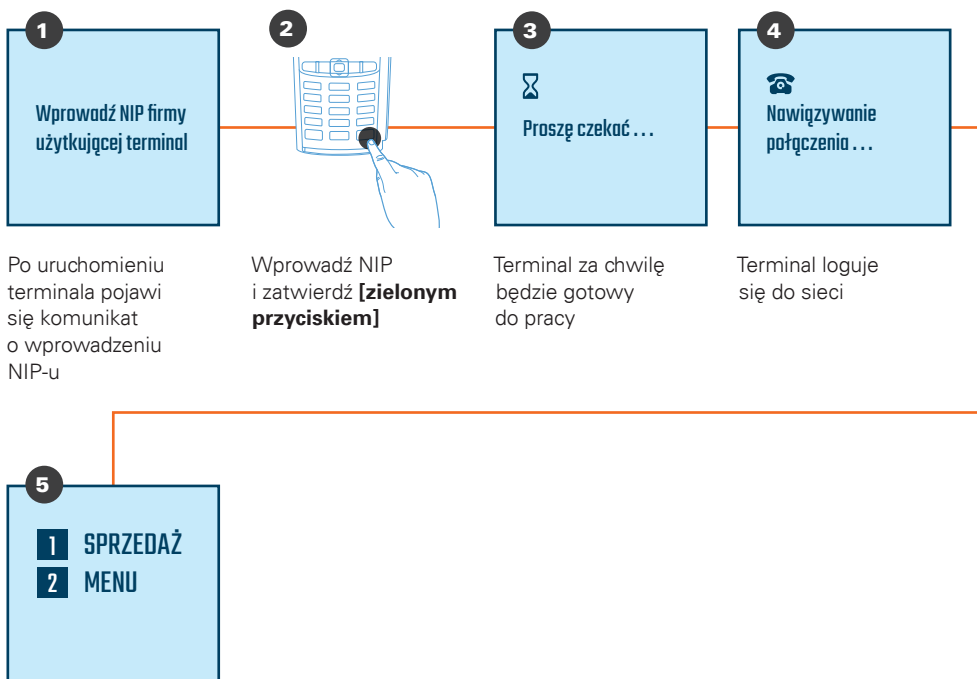 1
Wprowadź NIP firmy
użytkującej terminal
Po uruchomieniu
terminala pojawi
się komunikat
o wprowadzeniu
NIP-u
2
Wprowadź NIP
i zatwierdź [zielonym
przyciskiem]
3
Proszę czekać . . .
Terminal za chwilę
będzie gotowy
do pracy
4
Nawiązywanie
połączenia . . .
Terminal loguje
się do sieci
5
1 SPRZEDAŻ
2 MENU